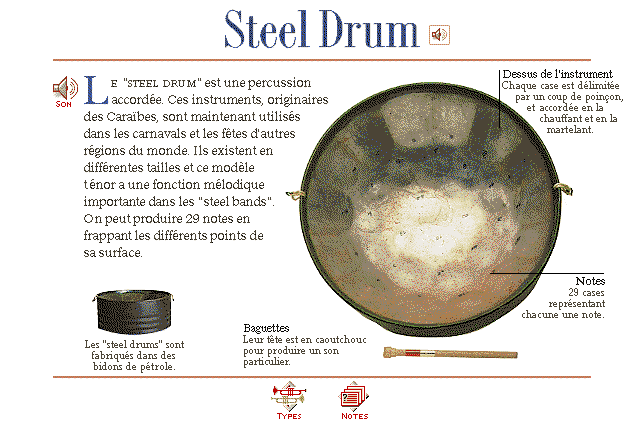 Steel Drum
SON
LE "STEEL DRUM" est une percussion
accordée. Ces instruments, originaires
des Caraïbes, sont maintenant utilisés
dans les carnavals et les fêtes d'autres
régions du monde. Ils existent en
différentes tailles et ce modèle
ténor a une fonction mélodique
importante dans les "steel bands".
On peut produire 29 notes en
frappant les différents points de
sa surface.
Dessus de l'instrument
Chaque case est délimitée
par un coup de poinçon,
et accordée en la
chauffant et en la
martelant.
Notes
29 cases
représentant
chacune une note.
Les "steel drums" sont
fabriqués dans des
bidons de pétrole.
Baguettes
Leur tête est en caoutchouc
pour produire un son
particulier.
TYPES
NOTES